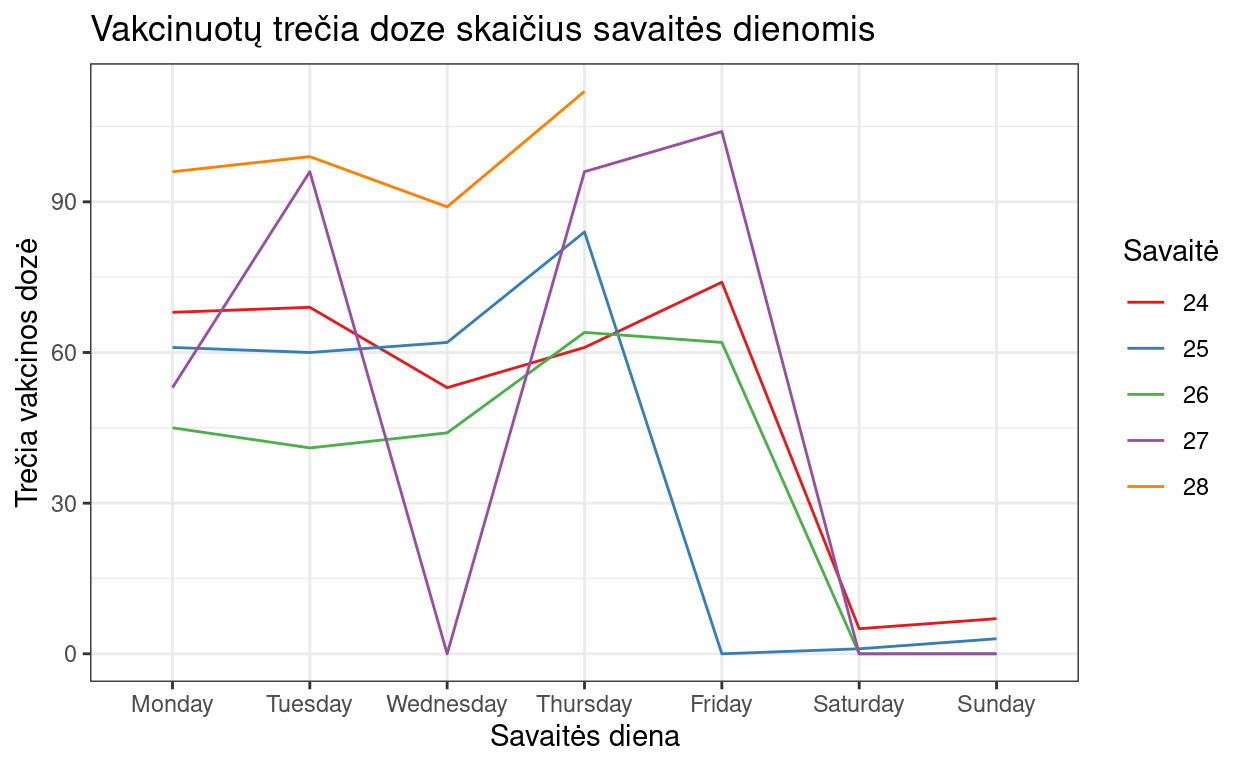 Vakcinuotų trečia doze skaičius savaitės dienomis
Trečia vakcinos dozė
90
60
30
0
Monday
Tuesday
Wednesday
Thursday
Friday
Saturday
Sunday
Savaitės diena
Savaitė
24
25
26
27
28